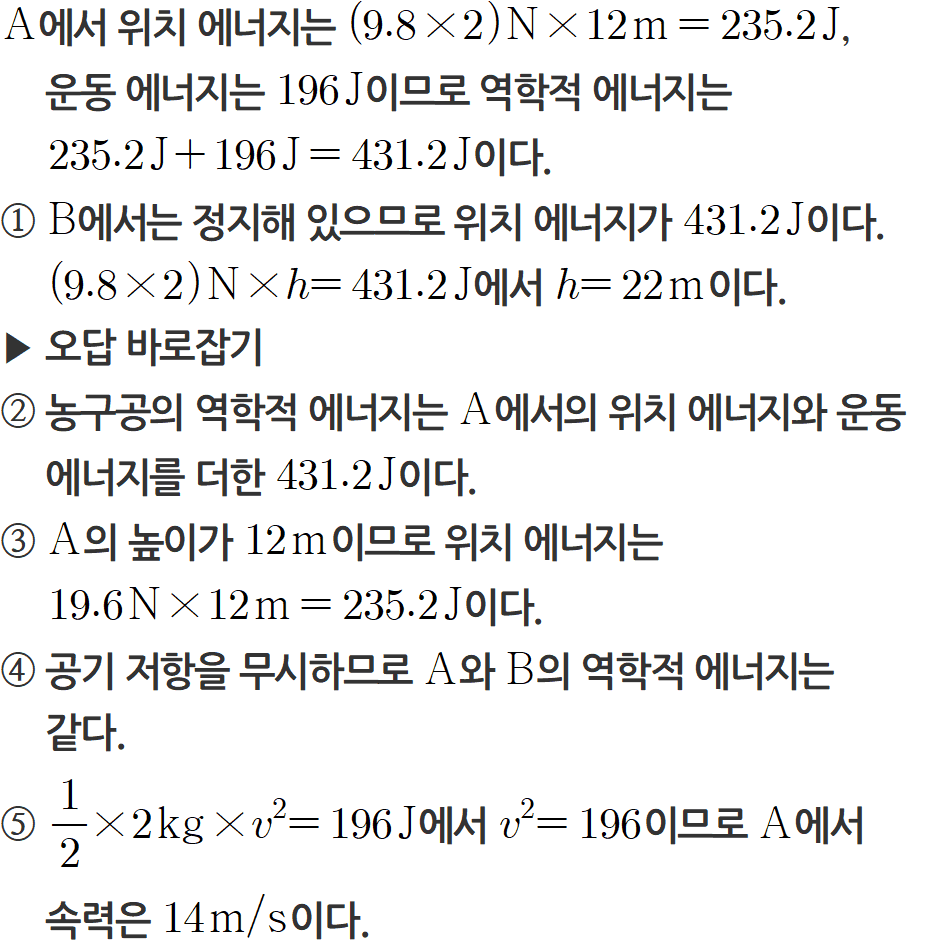 A에서 위치 에너지는 (9.8×2)N×12m=235.2J,
운동 에너지는 196J이므로 역학적 에너지는
235.2J+196J=431.2J이다.
① B에서는 정지해 있으므로 위치 에너지가 431.2J이다.
(9.8×2)N×h=431.2J에서 h=22m이다.
▶ 오답 바로잡기
② 농구공의 역학적 에너지는 A에서의 위치 에너지와 운동
에너지를 더한 431.2J이다.
③ A의 높이가 12m이므로 위치 에너지는
19.6N×12m=235.2J이다.
④ 공기 저항을 무시하므로 A와 B의 역학적 에너지는
같다.
⑤ 1/2×2kg×v²=196J에서 v²=196이므로 A에서
속력은 14m/s이다.